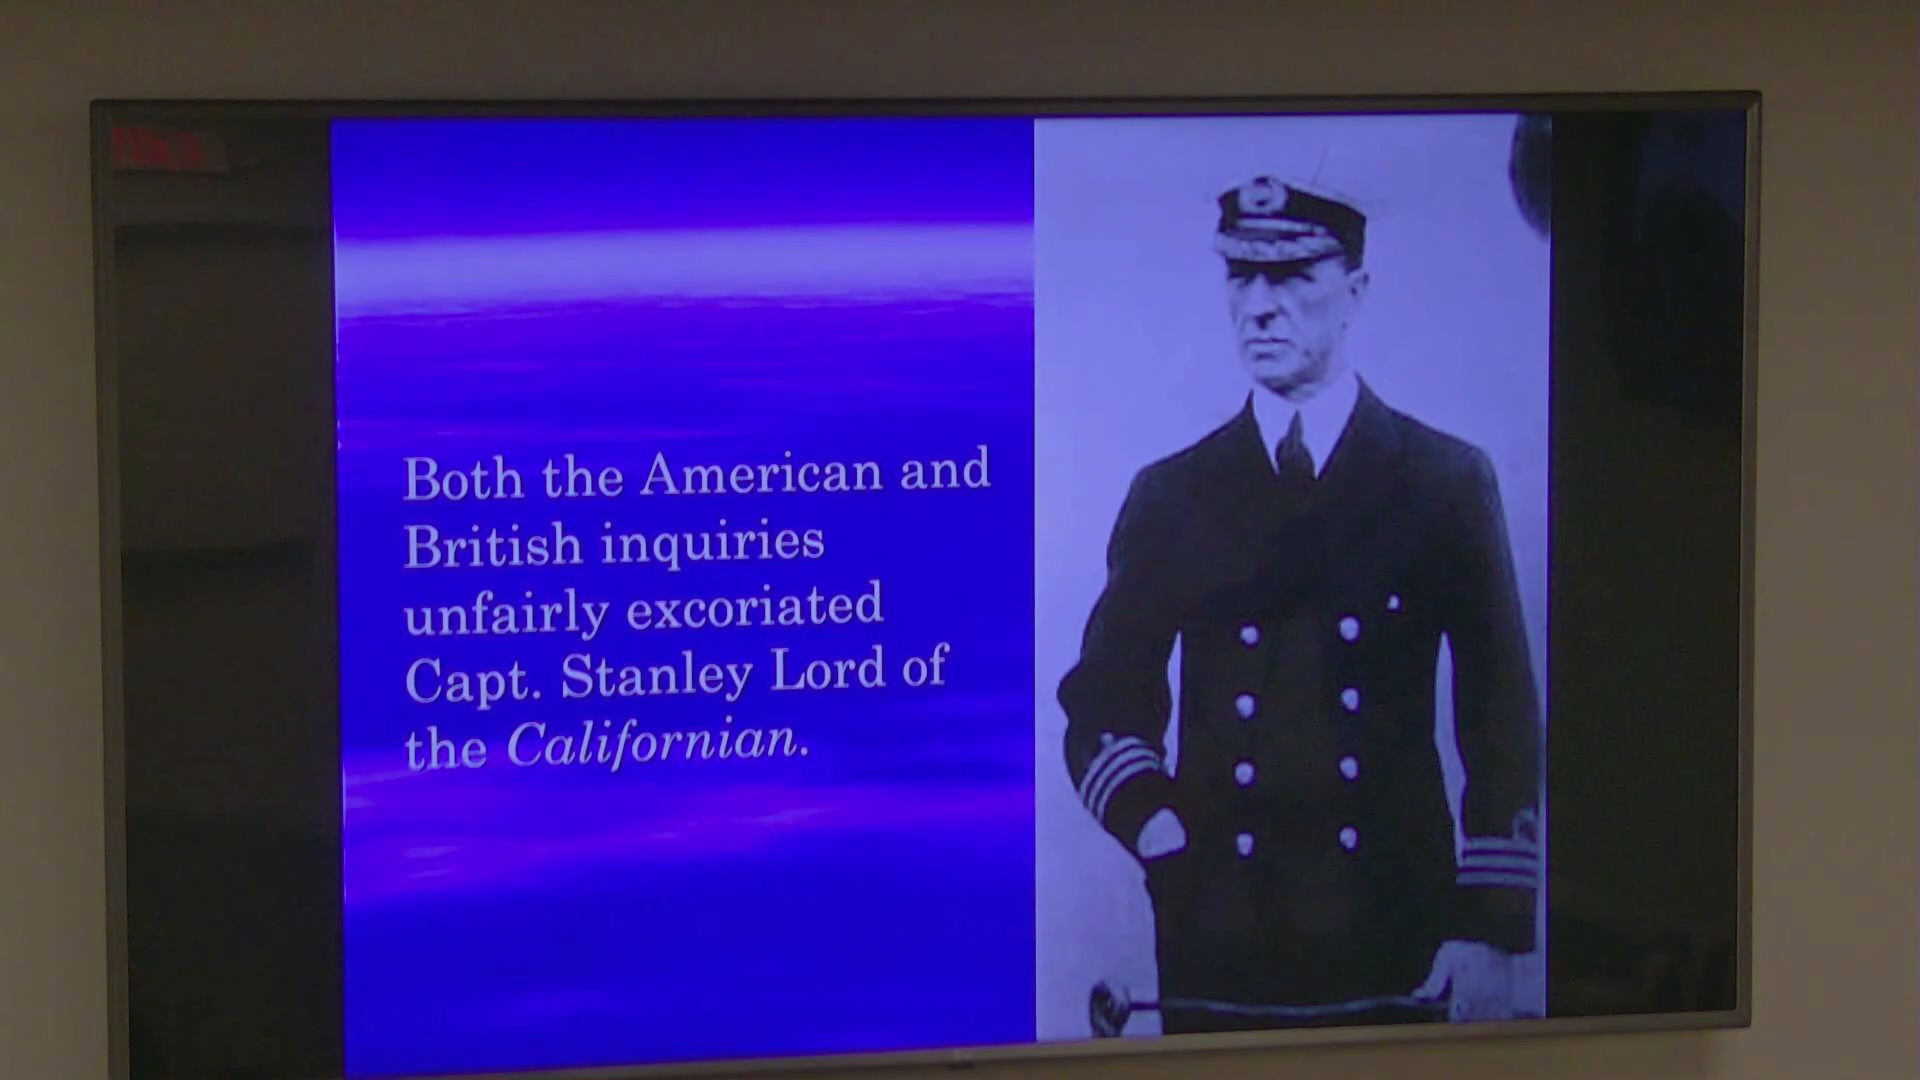 Both the American and
British inquiries
unfairly excoriated
Capt. Stanley Lord of
the Californian.